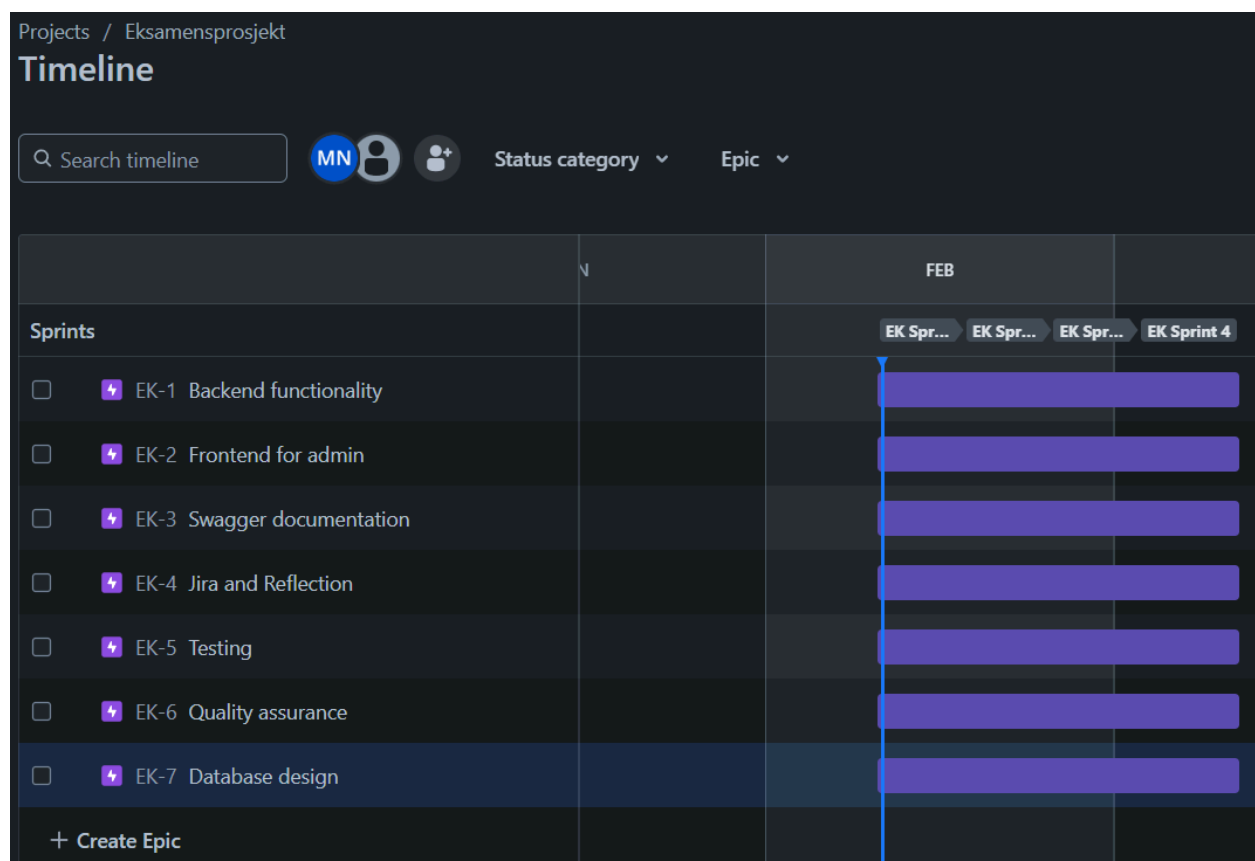 Projects / Eksamensprosjekt
Timeline
Search timeline MN Status category Epic
N FEB
Sprints EK Spr... EK Spr... EK Spr... EK Sprint 4
EK-1 Backend functionality
EK-2 Frontend for admin
EK-3 Swagger documentation
EK-4 Jira and Reflection
EK-5 Testing
EK-6 Quality assurance
EK-7 Database design
+ Create Epic